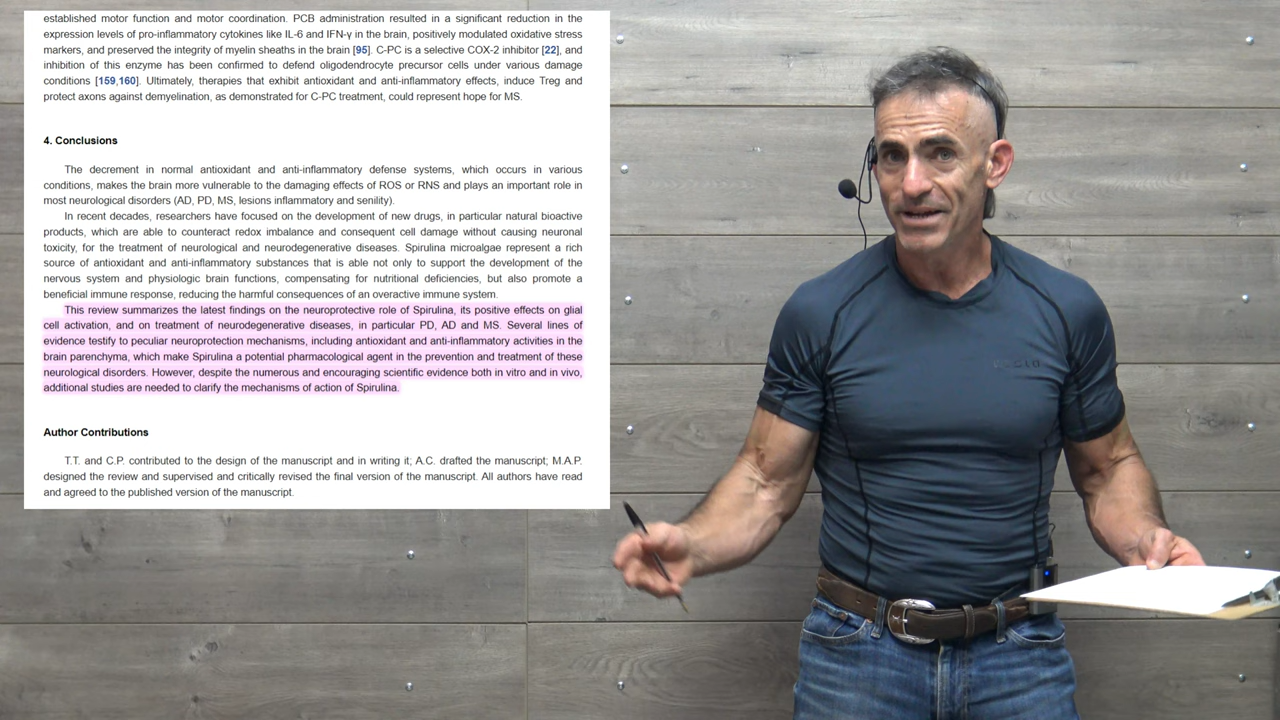 established motor function and motor coordination. PCB administration resulted in a significant reduction in the
expression levels of pro-inflammatory cytokines like IL-6 and IFN-γ in the brain, positively modulated oxidative stress
markers, and preserved the integrity of myelin sheaths in the brain [95]. C-PC is a selective COX-2 inhibitor [22], and
inhibition of this enzyme has been confirmed to defend oligodendrocyte precursor cells under various damage
conditions [159,160]. Ultimately, therapies that exhibit antioxidant and anti-inflammatory effects, induce Treg and
protect axons against demyelination, as demonstrated for C-PC treatment, could represent hope for MS.
4. Conclusions
The decrement in normal antioxidant and anti-inflammatory defense systems, which occurs in various
conditions, makes the brain more vulnerable to the damaging effects of ROS or RNS and plays an important role in
most neurological disorders (AD, PD, MS, lesions inflammatory and senility).
In recent decades, researchers have focused on the development of new drugs, in particular natural bioactive
products, which are able to counteract redox imbalance and consequent cell damage without causing neuronal
toxicity, for the treatment of neurological and neurodegenerative diseases. Spirulina microalgae represent a rich
source of antioxidant and anti-inflammatory substances that is able not only to support the development of the
nervous system and physiologic brain functions, compensating for nutritional deficiencies, but also promote a
beneficial immune response, reducing the harmful consequences of an overactive immune system.
This review summarizes the latest findings on the neuroprotective role of Spirulina, its positive effects on glial
cell activation, and on treatment of neurodegenerative diseases, in particular PD, AD and MS. Several lines of
evidence testify to peculiar neuroprotection mechanisms, including antioxidant and anti-inflammatory activities in the
brain parenchyma, which make Spirulina a potential pharmacological agent in the prevention and treatment of these
neurological disorders. However, despite the numerous and encouraging scientific evidence both in vitro and in vivo,
additional studies are needed to clarify the mechanisms of action of Spirulina.
Author Contributions
T.T. and C.P. contributed to the design of the manuscript and in writing it; A.C. drafted the manuscript; M.A.P.
designed the review and supervised and critically revised the final version of the manuscript. All authors have read
and agreed to the published version of the manuscript.